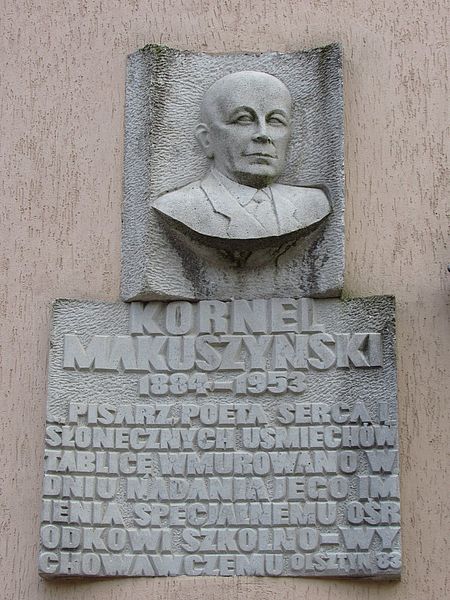 KORNEL
MAKUSZYŃSKI
1884-1953
PISARZ, POETA SERCA I
SŁONECZNYCH UŚMIECHÓW
TABLICĘ WMUROWANO W
DNIU NADANIA JEGO IM
IENIA SPECJALNEMU OŚR
ODKOWI SZKOLNO-WY
CHOWAWCZEMU OLSZTYN 83